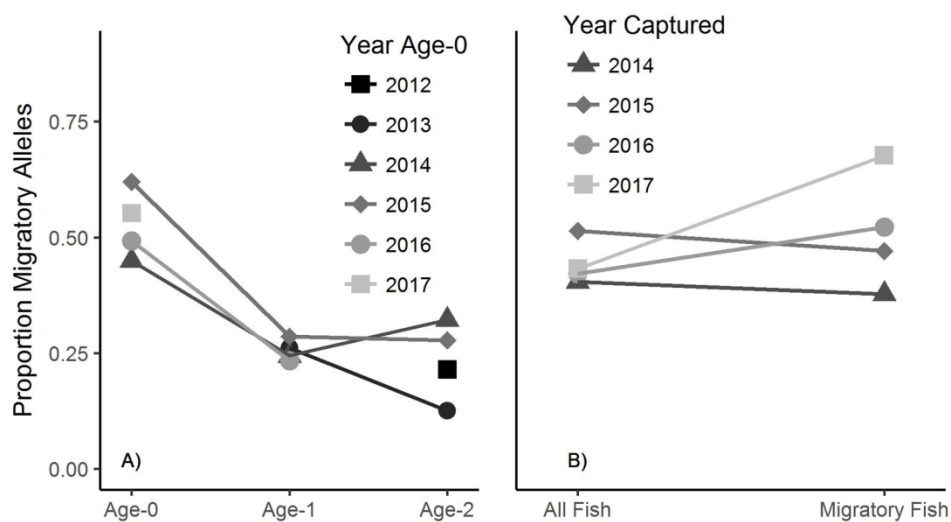 Proportion Migratory Alleles
0.75
0.50
0.25
0.00
Year Age-0
2012
2013
2014
2015
2016
2017
A)
Age-0 Age-1 Age-2
Year Captured
2014
2015
2016
2017
B)
All Fish Migratory Fish